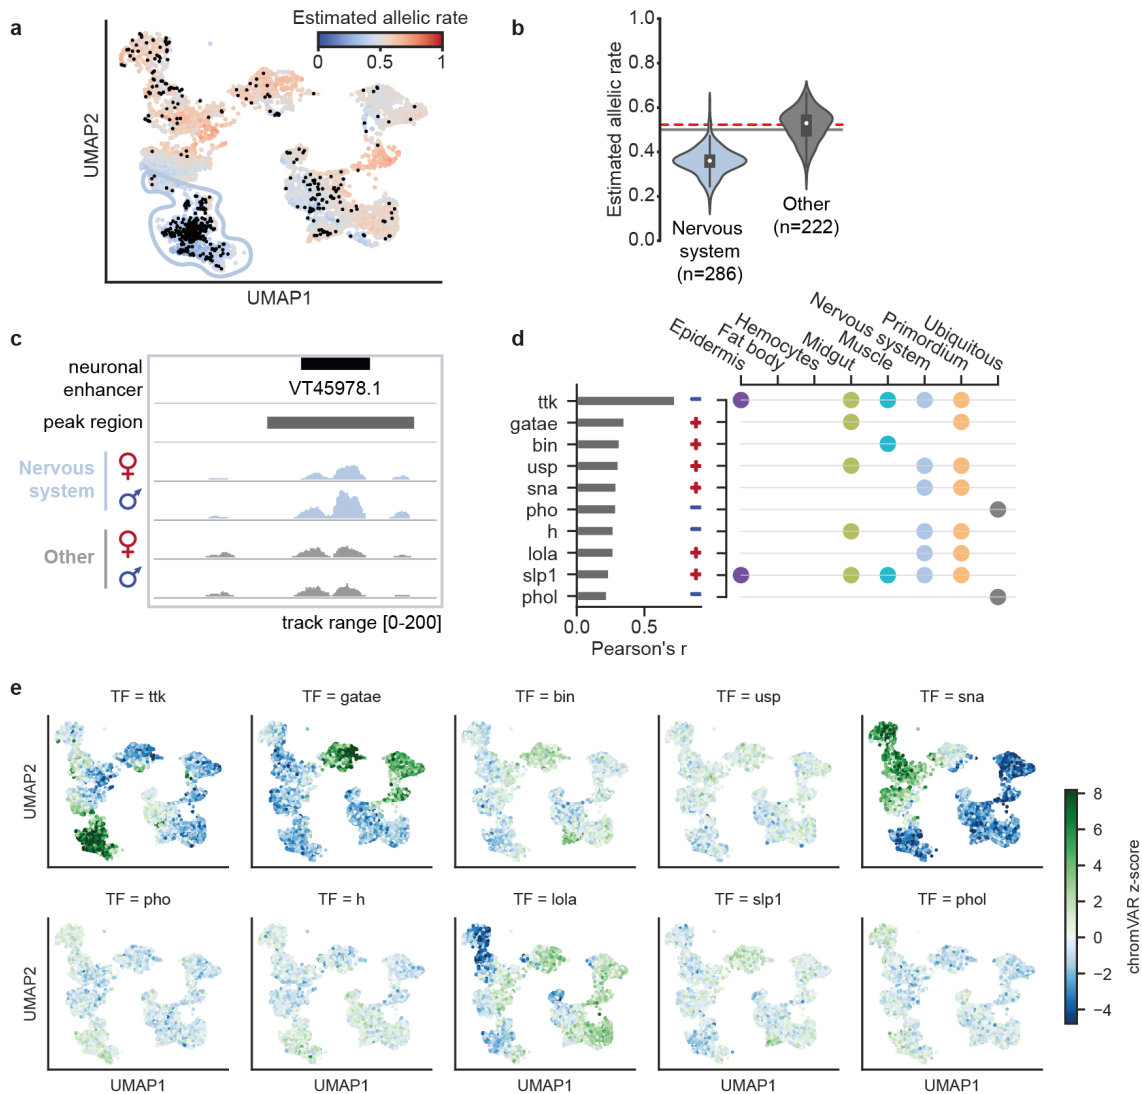 a
Estimated allelic rate
0
0.5
1
UMAP2
UMAP1
b
Estimated allelic rate
1.0
0.8
0.6
0.4
0.2
0.0
Nervous
system
(n=286)
Other
(n=222)
c
neuronal
enhancer
VT45978.1
peak region
Nervous
system
♀
♂
Other
♀
♂
track range [0-200]
d
Epidermis
Fat body
Hemocytes
Midgut
Muscle
Nervous system
Primordium
Ubiquitous
ttk −
gatae +
bin +
usp +
sna +
pho −
h −
lola +
slp1 +
phol −
0.0 0.5
Pearson's r
e
TF = ttk
TF = gatae
TF = bin
TF = usp
TF = sna
UMAP2
TF = pho
TF = h
TF = lola
TF = slp1
TF = phol
UMAP2
UMAP1
UMAP1
UMAP1
UMAP1
UMAP1
8
6
4
2
0
−2
−4
chromVAR z-score